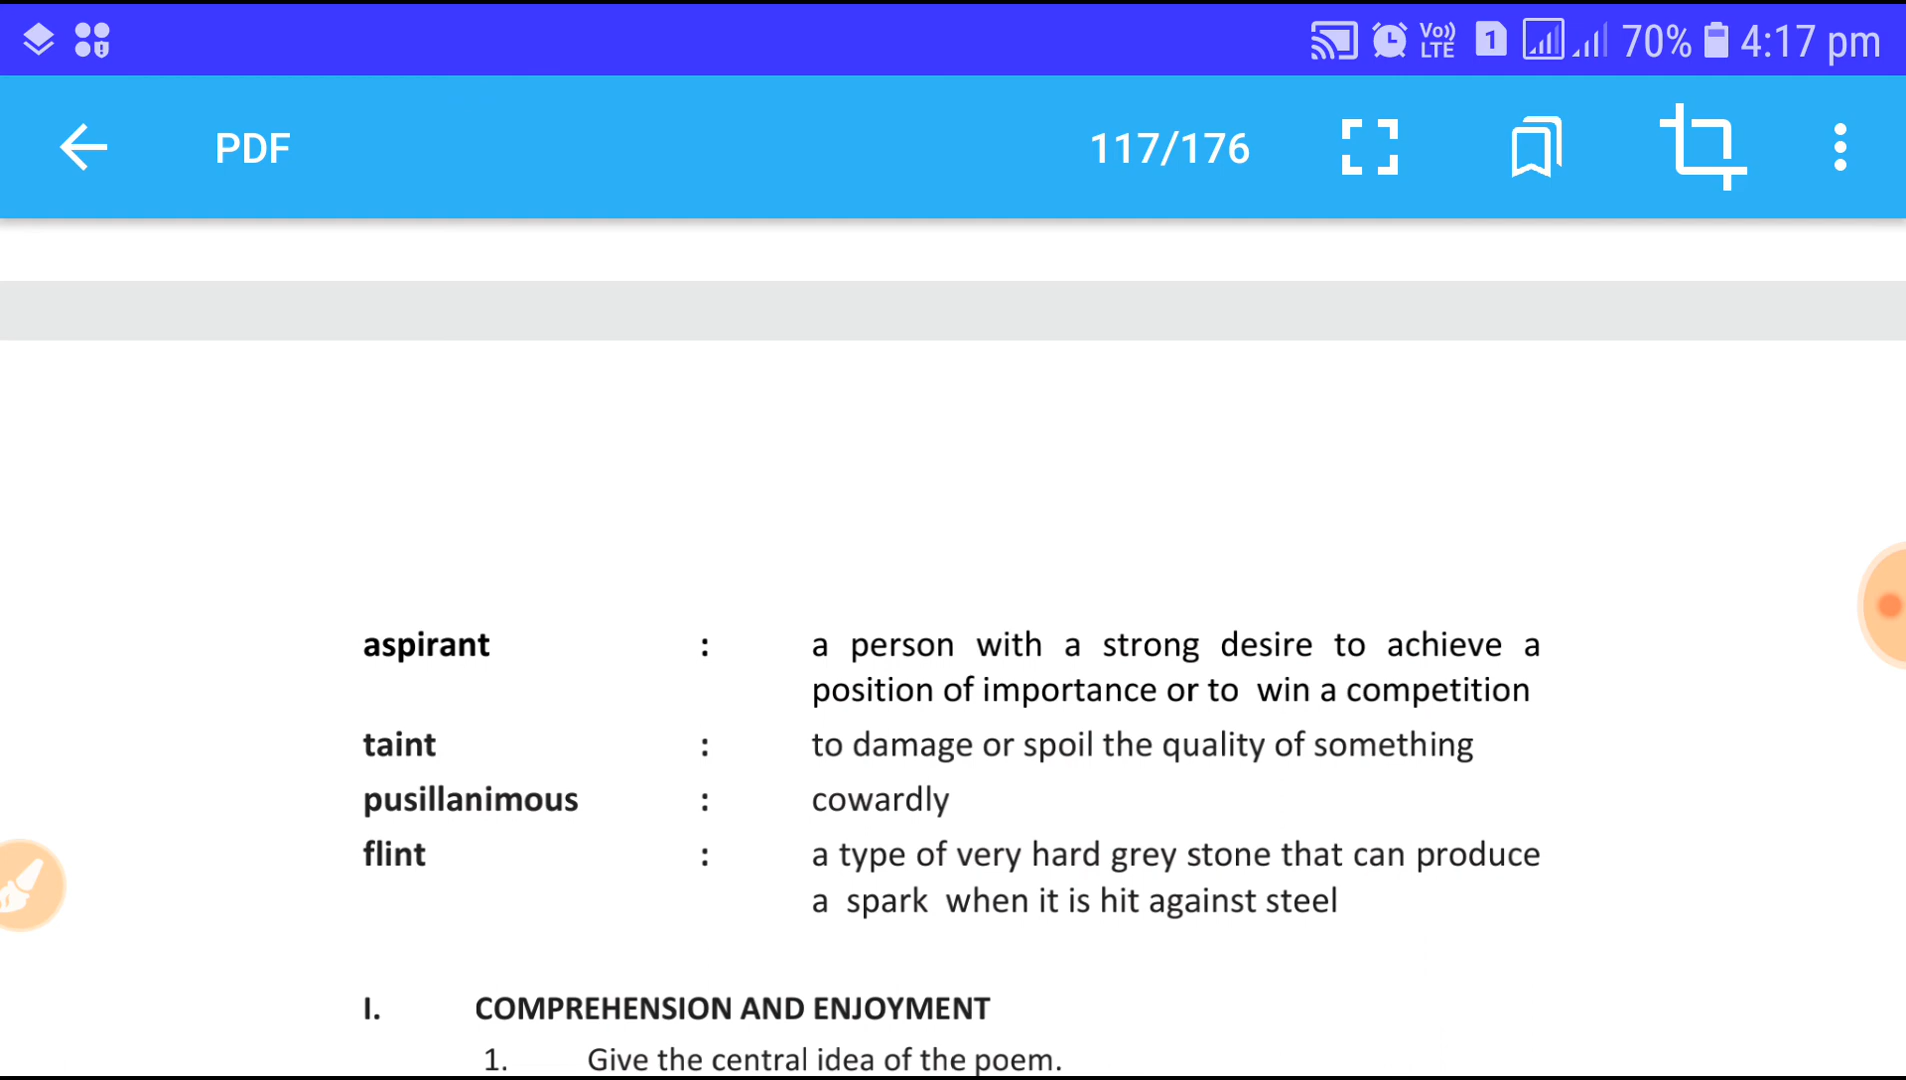 Vo)) LTE 1 70% 4:17 pm
PDF 117/176
aspirant : a person with a strong desire to achieve a
position of importance or to win a competition
taint : to damage or spoil the quality of something
pusillanimous : cowardly
flint : a type of very hard grey stone that can produce
a spark when it is hit against steel
I. COMPREHENSION AND ENJOYMENT
1. Give the central idea of the poem.